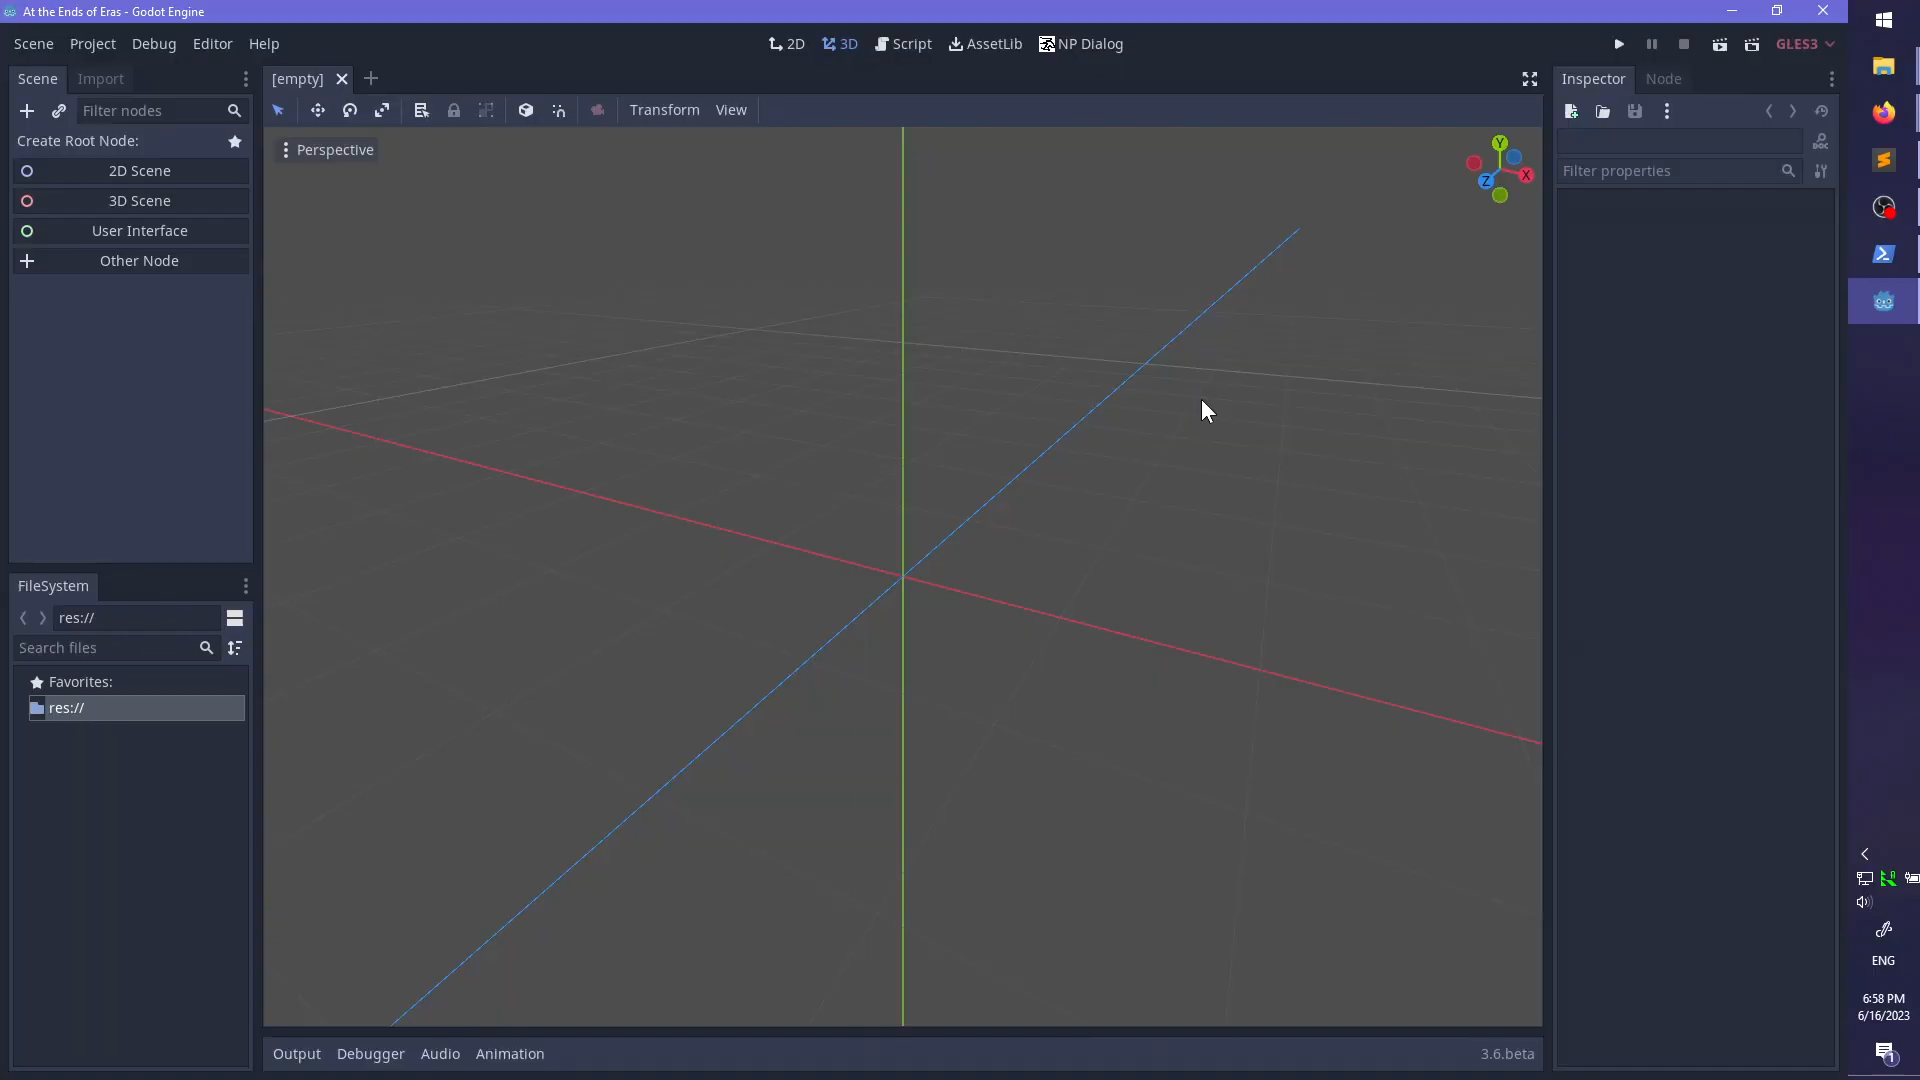 At the Ends of Eras - Godot Engine
Scene Project Debug Editor Help
2D 3D Script AssetLib NP Dialog
GLES3
Scene Import
[empty]
Inspector Node
Filter nodes
Transform View
Create Root Node:
2D Scene
3D Scene
User Interface
Other Node
Perspective
Y
X
Z
DOC
Filter properties
FileSystem
res://
Search files
Favorites:
res://
Output Debugger Audio Animation
3.6.beta
ENG
6:58 PM
6/16/2023
1